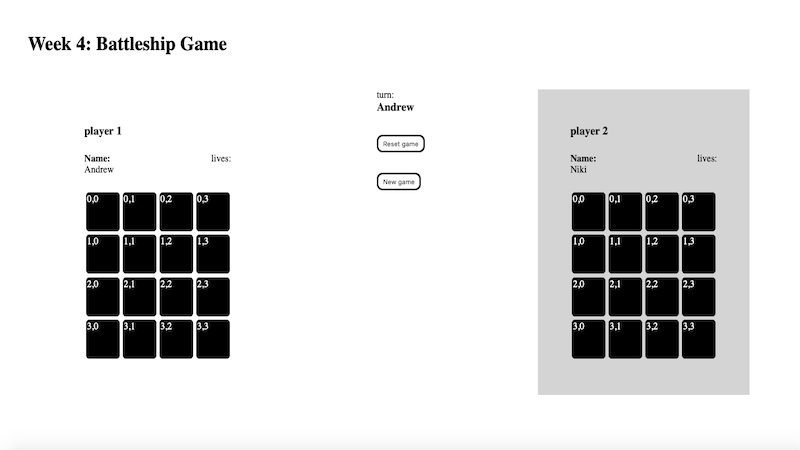 Week 4: Battleship Game
turn:
Andrew
Reset game
New game
player 1
Name:
lives:
Andrew
0,0 0,1 0,2 0,3
1,0 1,1 1,2 1,3
2,0 2,1 2,2 2,3
3,0 3,1 3,2 3,3
player 2
Name:
lives:
Niki
0,0 0,1 0,2 0,3
1,0 1,1 1,2 1,3
2,0 2,1 2,2 2,3
3,0 3,1 3,2 3,3